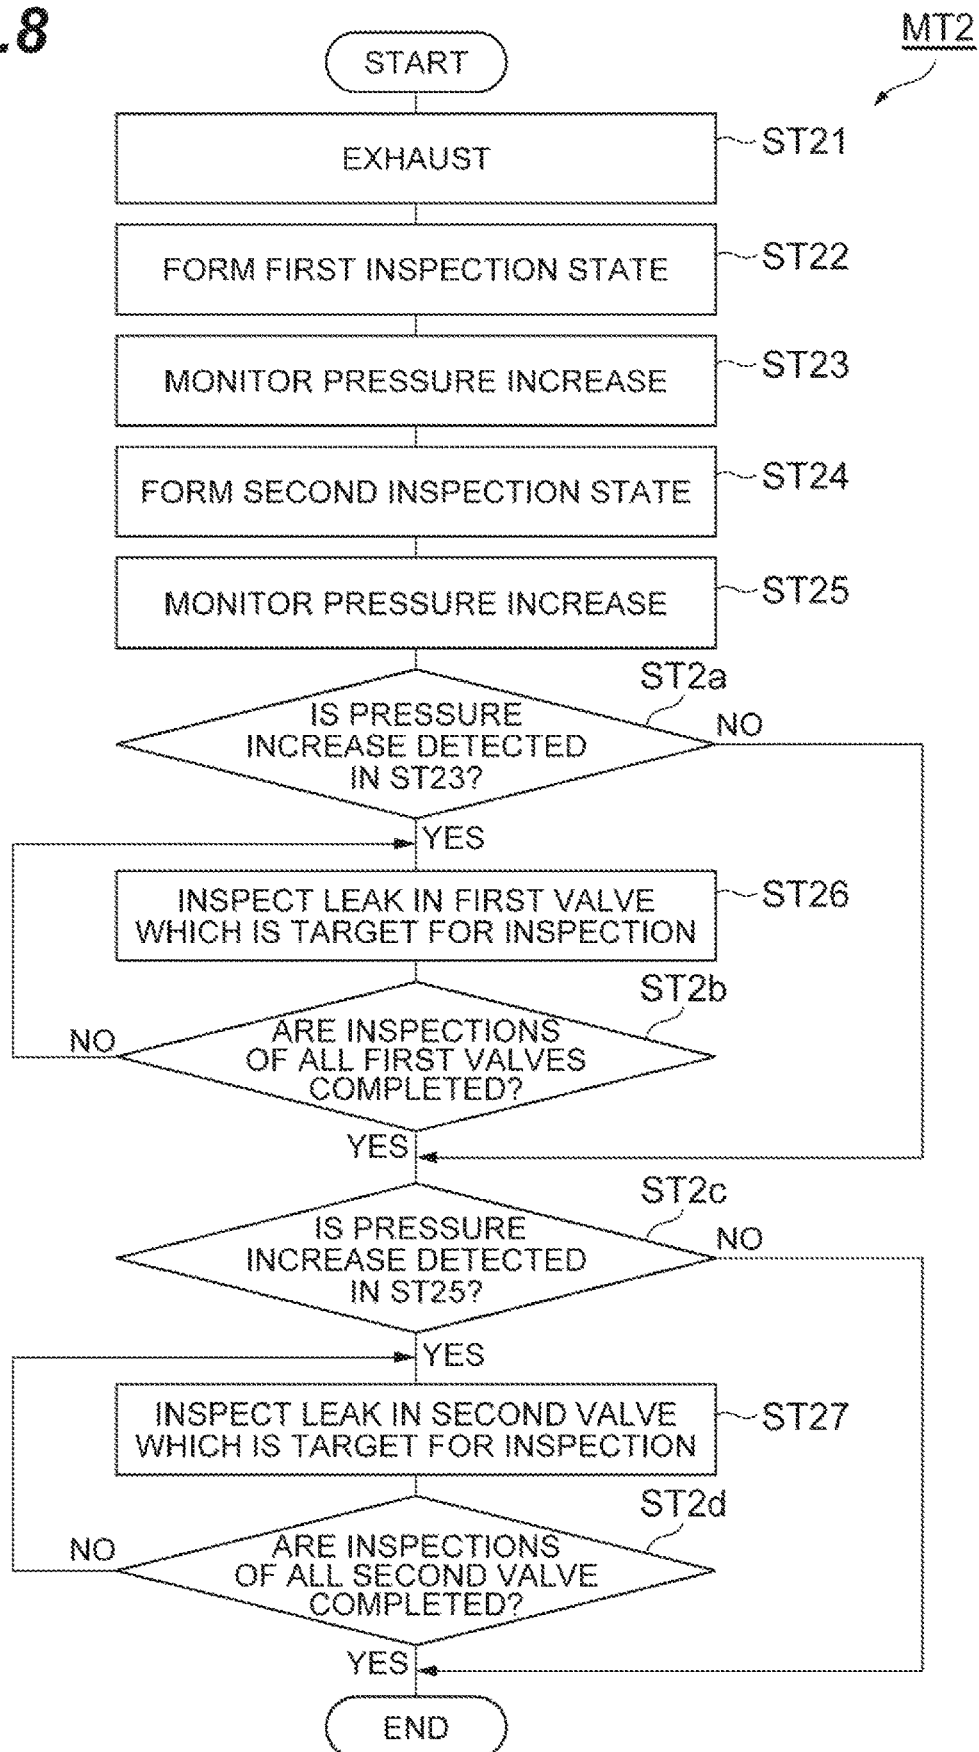 .8
MT2
START
EXHAUST
ST21
FORM FIRST INSPECTION STATE
ST22
MONITOR PRESSURE INCREASE
ST23
FORM SECOND INSPECTION STATE
ST24
MONITOR PRESSURE INCREASE
ST25
ST2a
IS PRESSURE
INCREASE DETECTED
IN ST23?
NO
YES
INSPECT LEAK IN FIRST VALVE
WHICH IS TARGET FOR INSPECTION
ST26
ST2b
ARE INSPECTIONS
OF ALL FIRST VALVES
COMPLETED?
NO
YES
ST2c
IS PRESSURE
INCREASE DETECTED
IN ST25?
NO
YES
INSPECT LEAK IN SECOND VALVE
WHICH IS TARGET FOR INSPECTION
ST27
ST2d
ARE INSPECTIONS
OF ALL SECOND VALVE
COMPLETED?
NO
YES
END